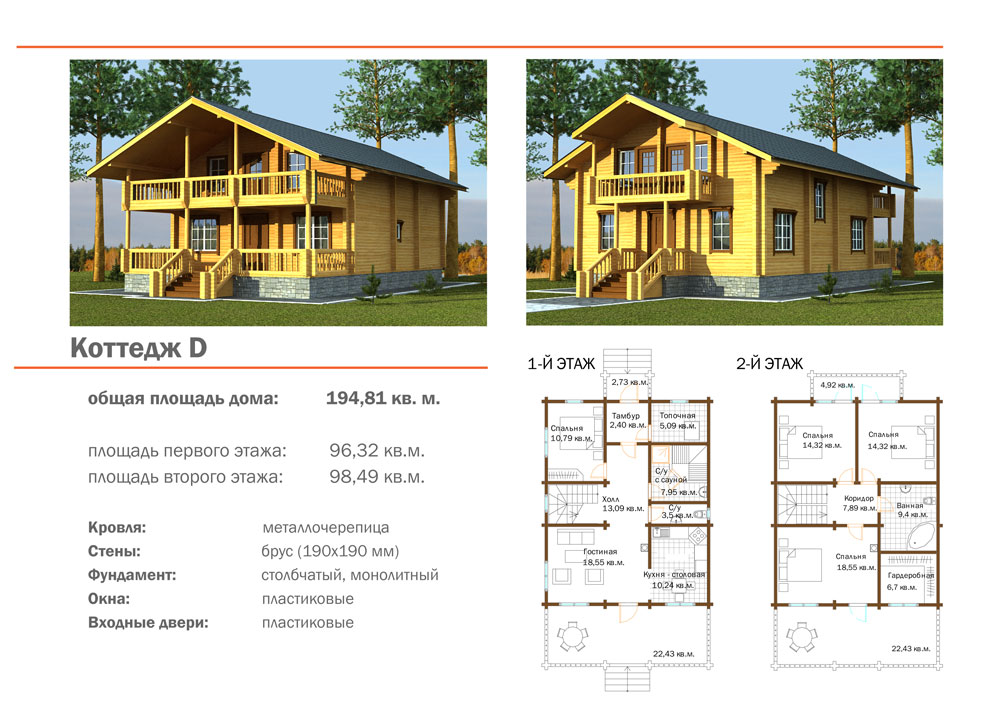 Коттедж D
общая площадь дома: 194,81 кв. м.
площадь первого этажа: 96,32 кв.м.
площадь второго этажа: 98,49 кв.м.
Кровля: металлочерепица
Стены: брус (190х190 мм)
Фундамент: столбчатый, монолитный
Окна: пластиковые
Входные двери: пластиковые
1-Й ЭТАЖ
2,73 кв.м.
Тамбур
2,40 кв.м.
Топочная
5,09 кв.м.
Спальня
10,79 кв.м.
С/у
с сауной
7,95 кв.м.
Холл
13,09 кв.м.
С/у
3,5 кв.м.
Гостиная
18,55 кв.м.
Кухня - столовая
10,24 кв.м.
22,43 кв.м.
2-Й ЭТАЖ
4,92 кв.м.
Спальня
14,32 кв.м.
Спальня
14,32 кв.м.
Коридор
7,89 кв.м.
Ванная
9,4 кв.м.
Спальня
18,55 кв.м.
Гардеробная
6,7 кв.м.
22,43 кв.м.